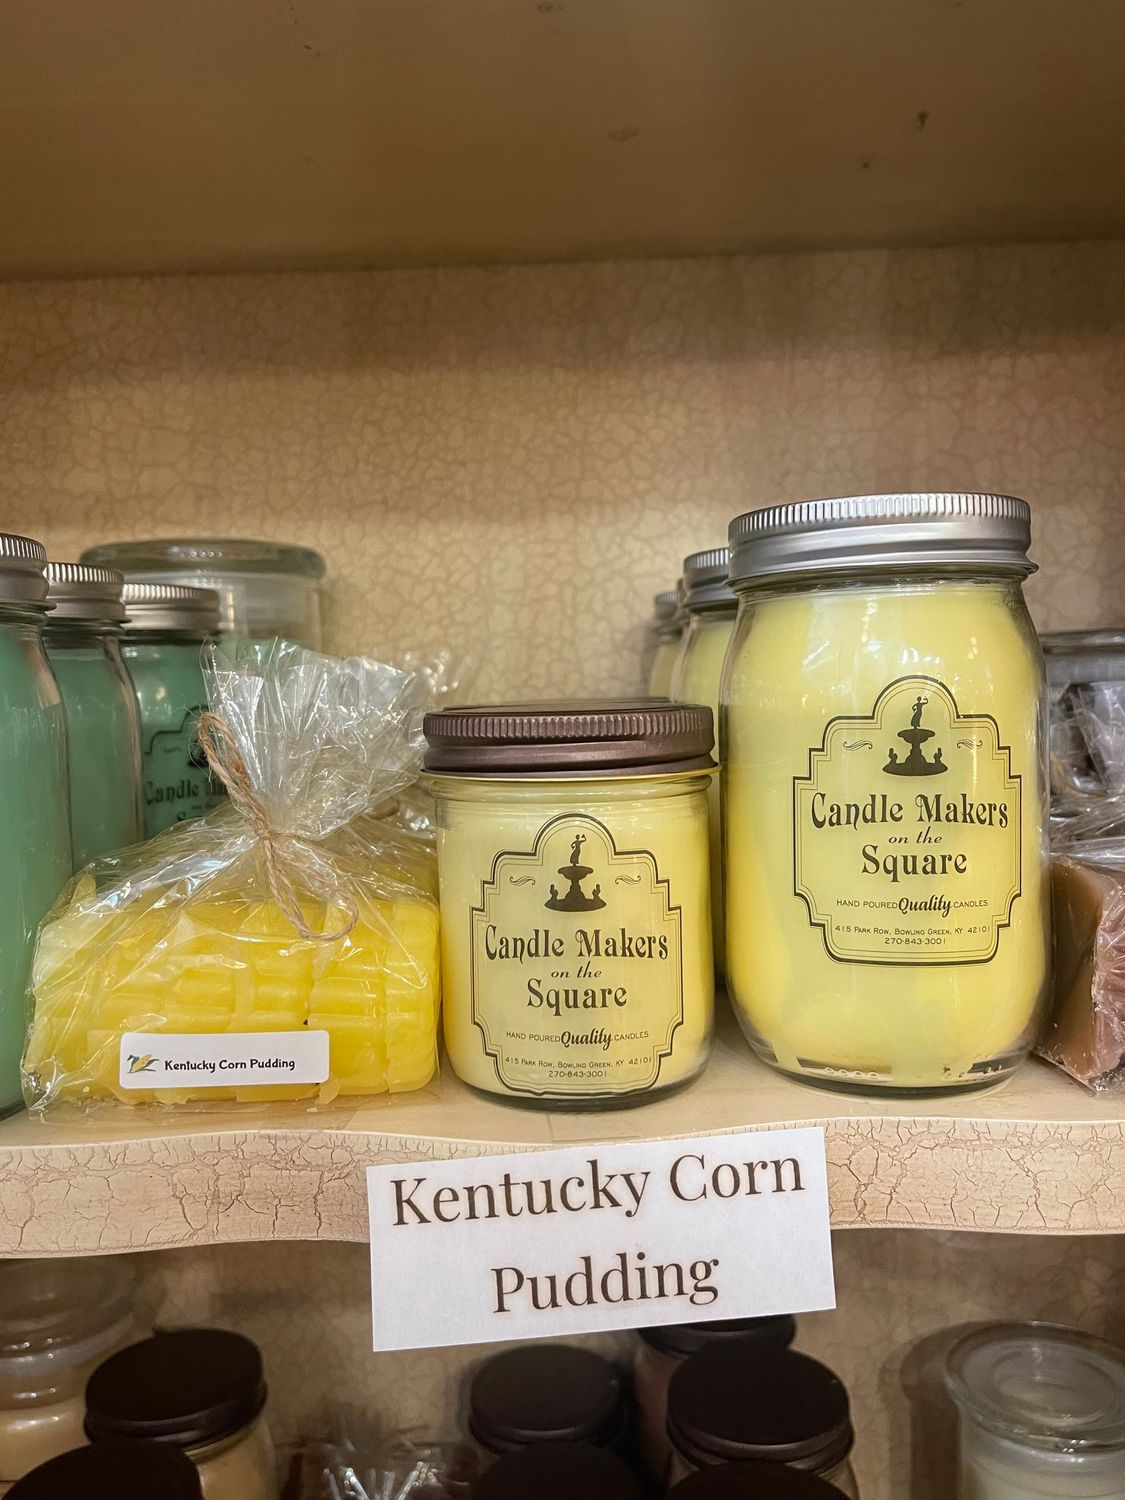 Candle
Kentucky Corn Pudding
Candle Makers
on the
Square
HAND POURED Quality CANDLES
415 PARK ROW, BOWLING GREEN, KY 42101
270-843-3001
Candle Makers
on the
Square
HAND POURED Quality CANDLES
415 PARK ROW, BOWLING GREEN, KY 42101
270-843-3001
Kentucky Corn
Pudding